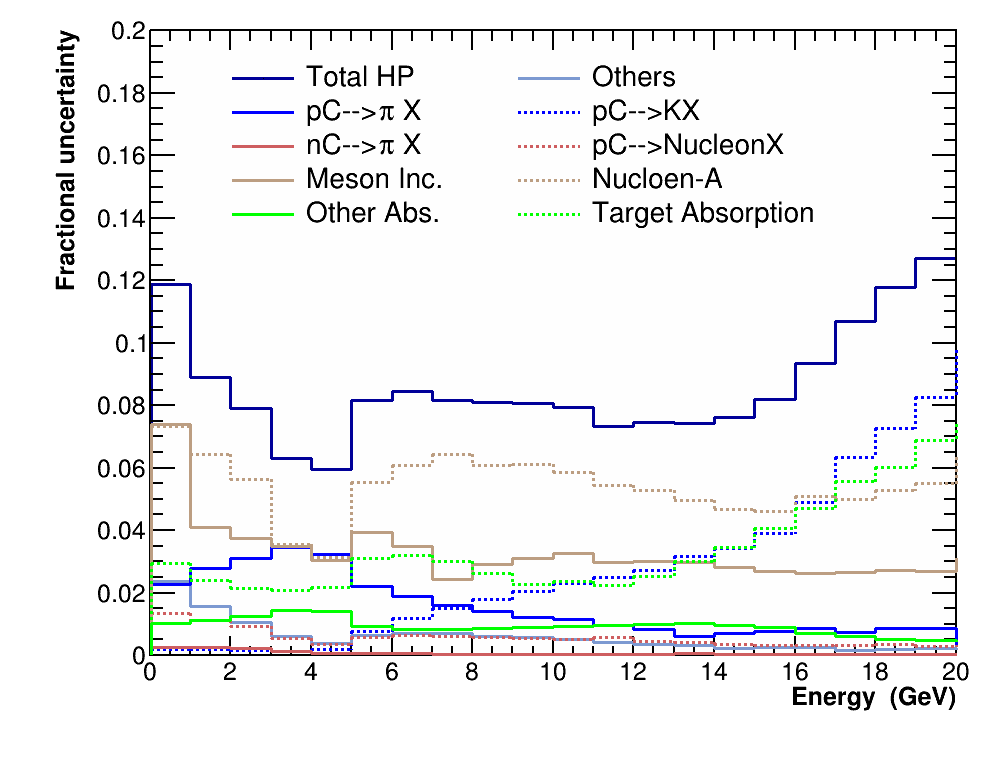 Fractional uncertainty
0.2
0.18
0.16
0.14
0.12
0.1
0.08
0.06
0.04
0.02
0
Total HP
pC-->π X
nC-->π X
Meson Inc.
Other Abs.
Others
pC-->KX
pC-->NucleonX
Nucloen-A
Target Absorption
0 2 4 6 8 10 12 14 16 18 20
Energy (GeV)